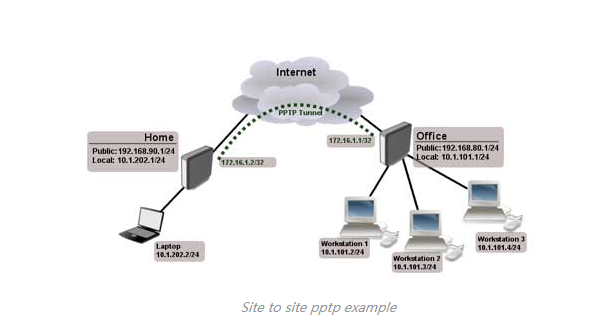 Internet
PPTP Tunnel
Home
Public:192.168.90.1/24
Local: 10.1.202.1/24
172.16.1.2/32
172.16.1.1/32
Office
Public:192.168.80.1/24
Local: 10.1.101.1/24
Laptop
10.1.202.2/24
Workstation 1
10.1.101.2/24
Workstation 2
10.1.101.3/24
Workstation 3
10.1.101.4/24
Site to site pptp example